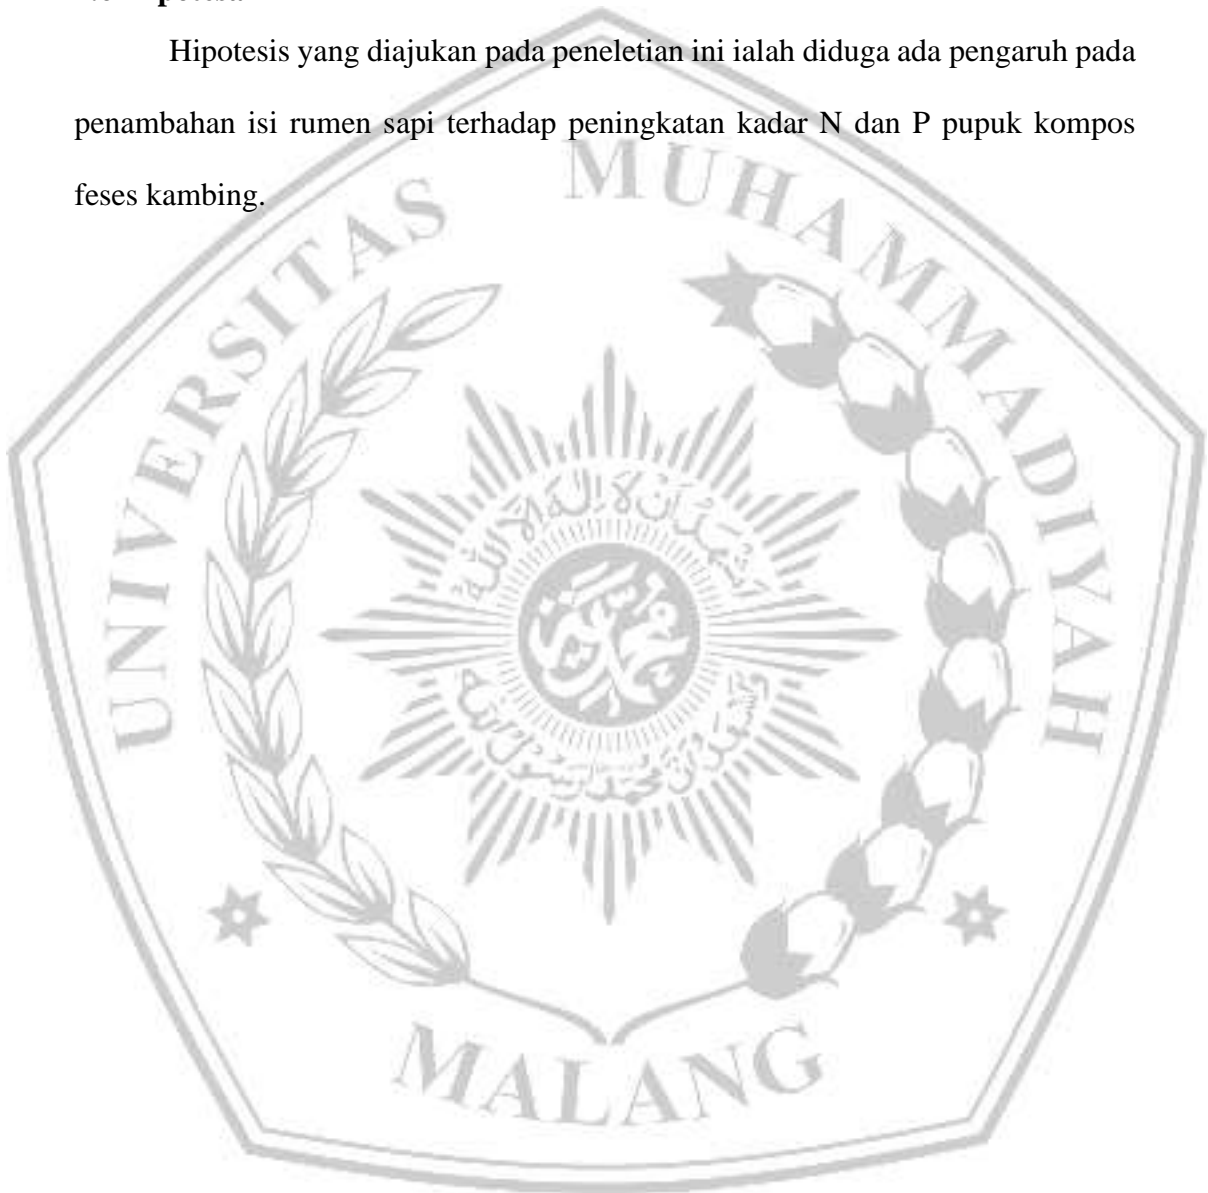 Hipotesis yang diajukan pada peneletian ini ialah diduga ada pengaruh pada
penambahan isi rumen sapi terhadap peningkatan kadar N dan P pupuk kompos
feses kambing.
UNIVERSITAS MUHAMMADIYAH
MALANG